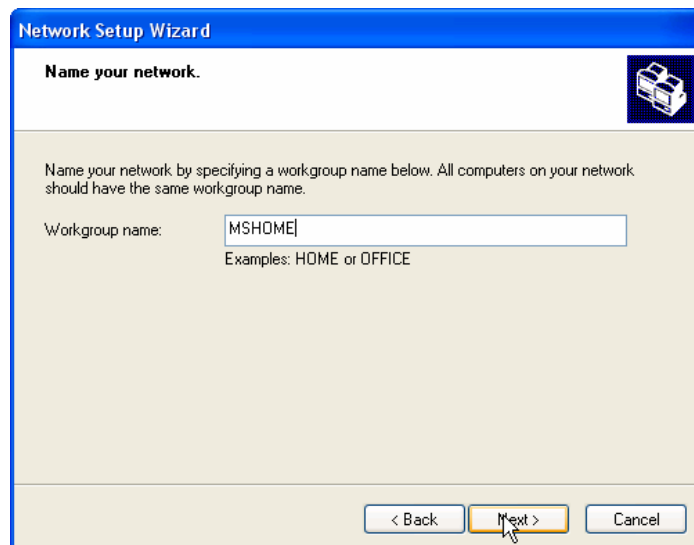 Network Setup Wizard
Name your network.
Name your network by specifying a workgroup name below. All computers on your network
should have the same workgroup name.
Workgroup name: MSHOME
Examples: HOME or OFFICE
< Back Next > Cancel